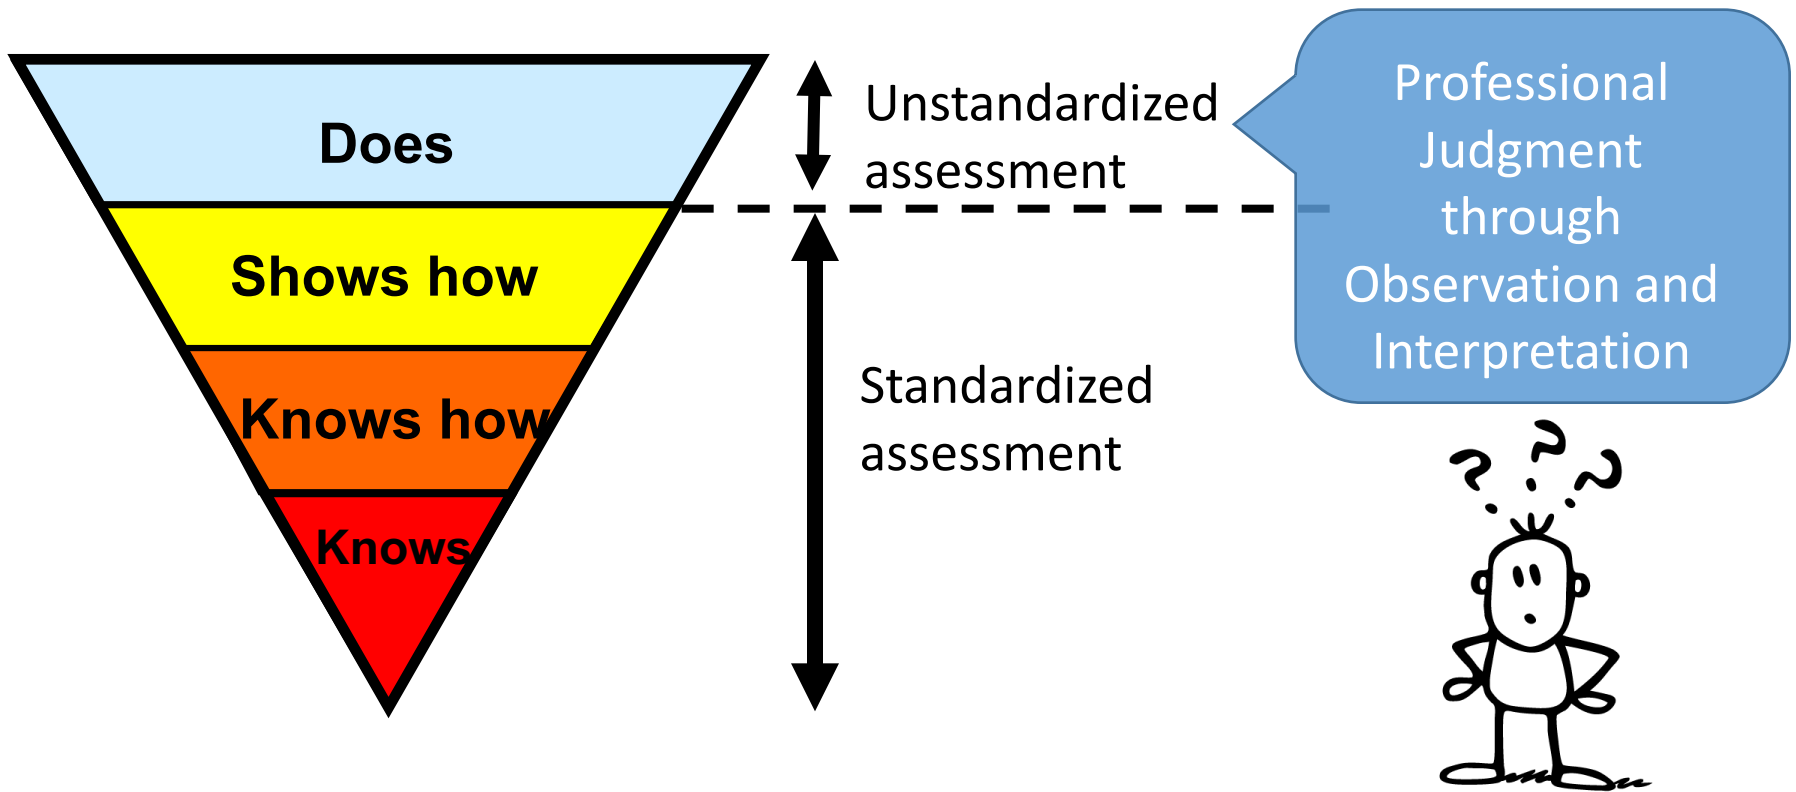 Does
Shows how
Knows how
Knows
Unstandardized
assessment
Standardized
assessment
Professional
Judgment
through
Observation and
Interpretation
? ? ?